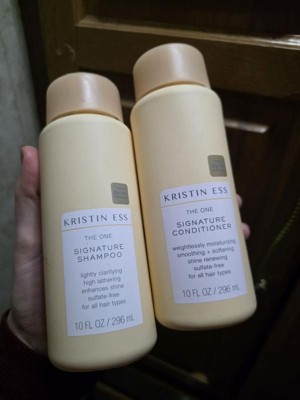 KRISTIN ESS
THE ONE
SIGNATURE
SHAMPOO
lightly clarifying
high lathering
enhances shine
sulfate-free
for all hair types
10 FL OZ / 296 mL
KRISTIN ESS
THE ONE
SIGNATURE
CONDITIONER
weightlessly moisturizing
smoothing + softening
shine renewing
sulfate-free
for all hair types
10 FL OZ / 296 mL